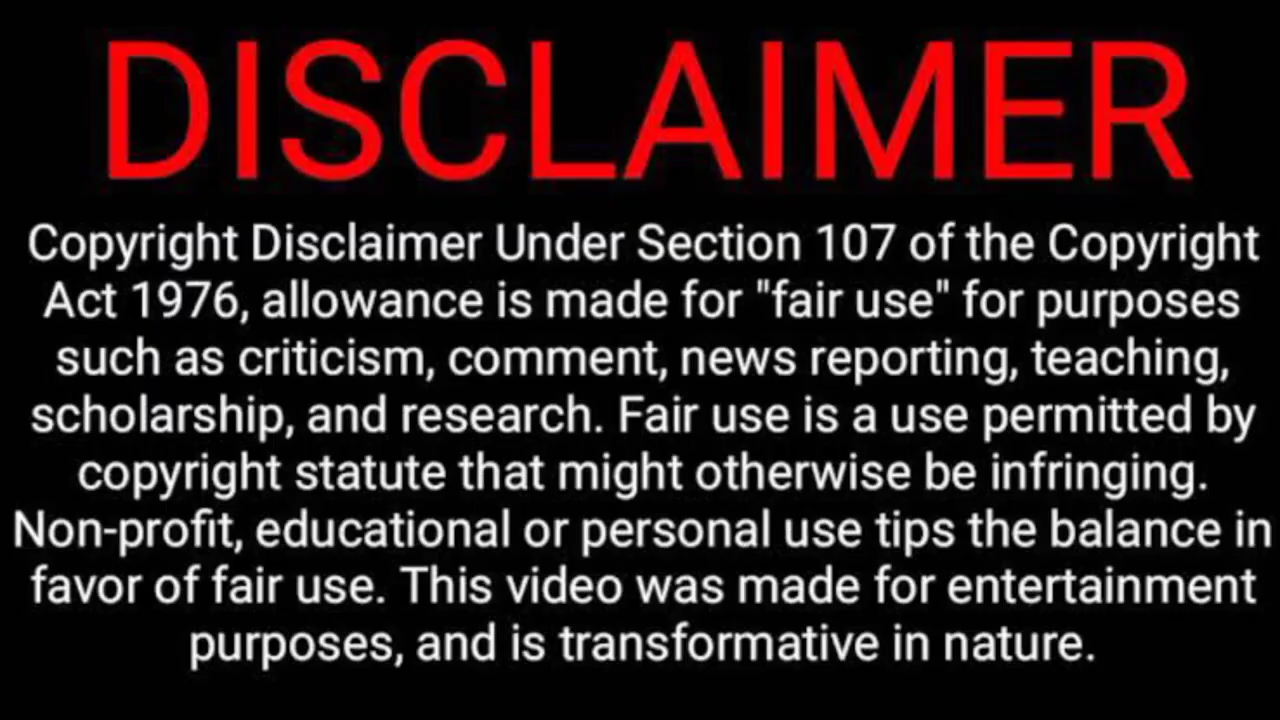 DISCLAIMER
Copyright Disclaimer Under Section 107 of the Copyright
Act 1976, allowance is made for "fair use" for purposes
such as criticism, comment, news reporting, teaching,
scholarship, and research. Fair use is a use permitted by
copyright statute that might otherwise be infringing.
Non-profit, educational or personal use tips the balance in
favor of fair use. This video was made for entertainment
purposes, and is transformative in nature.